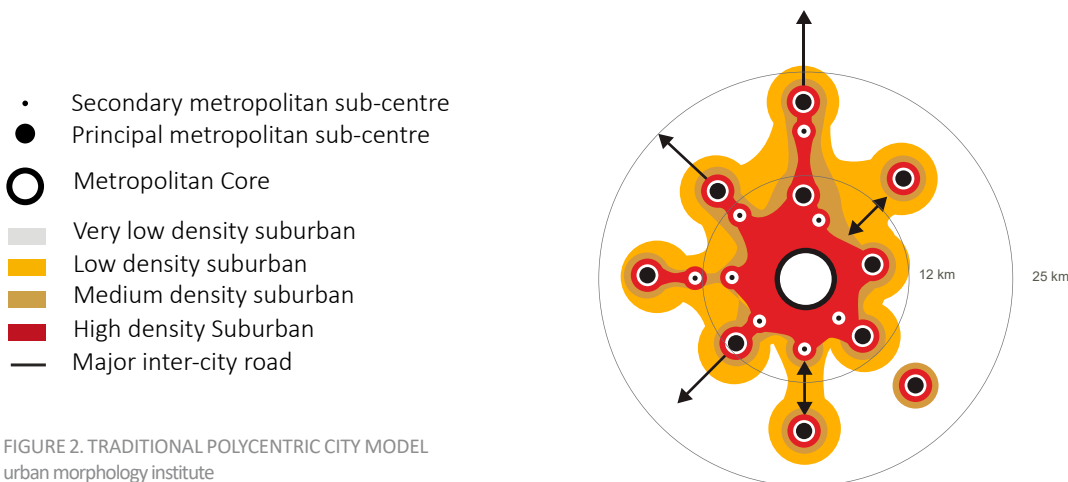 Secondary metropolitan sub-centre
Principal metropolitan sub-centre
Metropolitan Core
Very low density suburban
Low density suburban
Medium density suburban
High density Suburban
Major inter-city road
12 km
25 km
FIGURE 2. TRADITIONAL POLYCENTRIC CITY MODEL
urban morphology institute